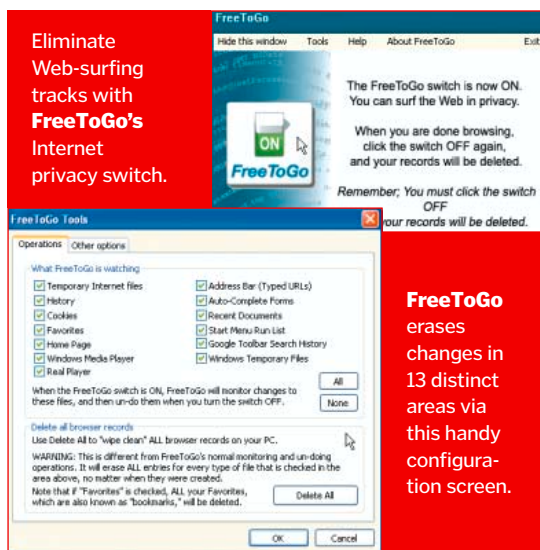 Eliminate
Web-surfing
tracks with
FreeToGo's
Internet
privacy switch.
FreeToGo
Hide this window Tools Help About FreeToGo Exit
The FreeToGo switch is now ON.
You can surf the Web in privacy.
When you are done browsing,
click the switch OFF again,
and your records will be deleted.
Remember; You must click the switch
OFF
your records will be deleted.
ON
FreeToGo
FreeToGo Tools
Operations Other options
What FreeToGo is watching
Temporary Internet files
History
Cookies
Favorites
Home Page
Windows Media Player
Real Player
Address Bar (Typed URLs)
Auto-Complete Forms
Recent Documents
Start Menu Run List
Google Toolbar Search History
Windows Temporary Files
When the FreeToGo switch is ON, FreeToGo will monitor changes to
these files, and then un-do them when you turn the switch OFF.
All
None
Delete all browser records
Use Delete All to "wipe clean" ALL browser records on your PC.
WARNING: This is different from FreeToGo's normal monitoring and un-doing
operations. It will erase ALL entries for every type of file that is checked in the
area above, no matter when they were created.
Note that if "Favorites" is checked, ALL your Favorites,
which are also known as "bookmarks," will be deleted.
Delete All
OK Cancel
FreeToGo
erases
changes in
13 distinct
areas via
this handy
configura-
tion screen.